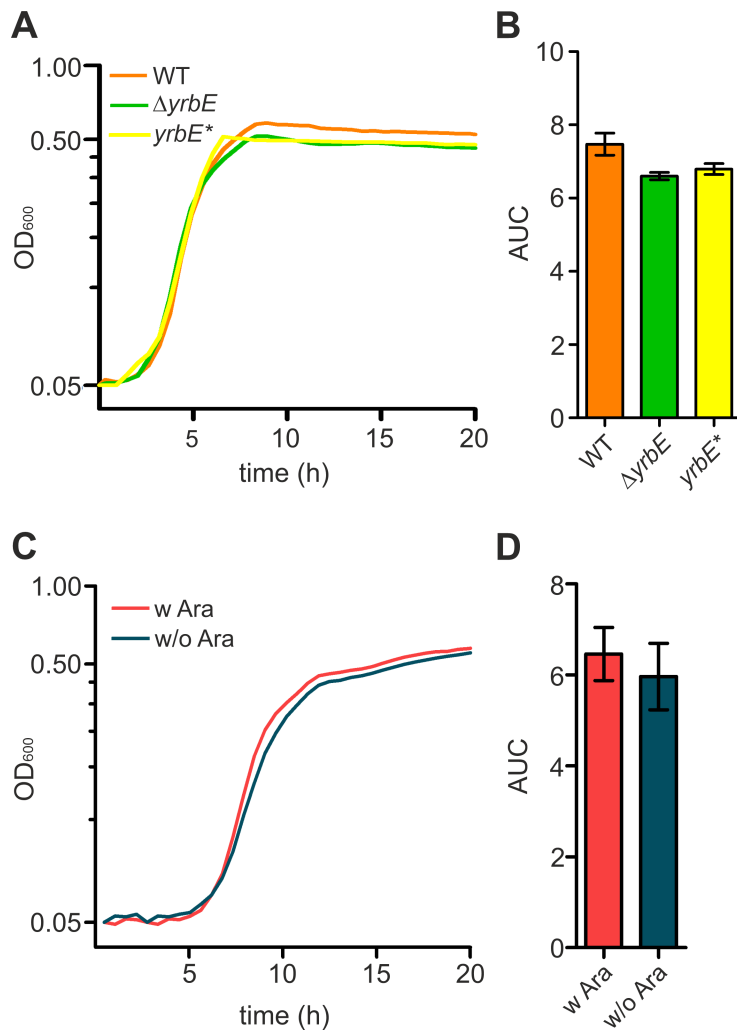 A
1.00
0.50
0.05
OD600
WT
ΔyrbE
yrbE*
5
10
15
20
time (h)
B
10
8
6
4
2
0
AUC
WT
ΔyrbE
yrbE*
C
1.00
0.50
0.05
OD600
w Ara
w/o Ara
5
10
15
20
time (h)
D
8
6
4
2
0
AUC
w Ara
w/o Ara